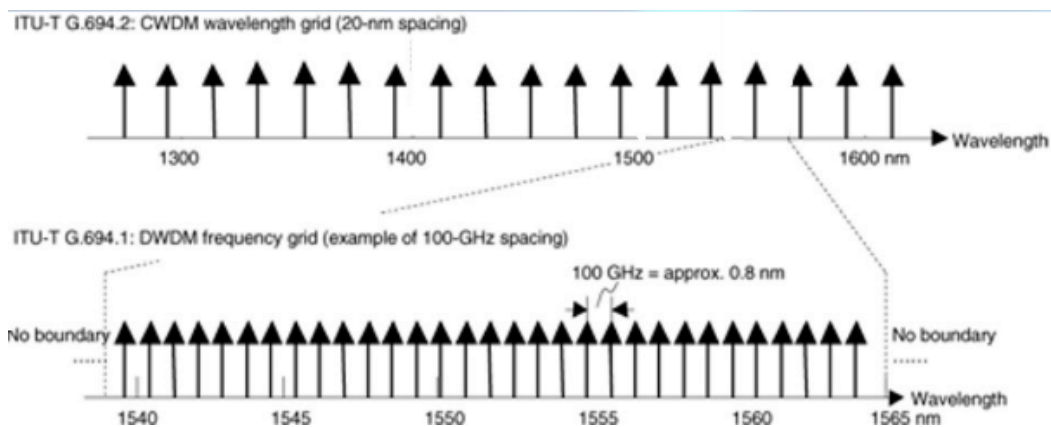 ITU-T G.694.2: CWDM wavelength grid (20-nm spacing)
1300
1400
1500
1600 nm
Wavelength
ITU-T G.694.1: DWDM frequency grid (example of 100-GHz spacing)
100 GHz = approx. 0.8 nm
No boundary
No boundary
Wavelength
1540
1545
1550
1555
1560
1565 nm